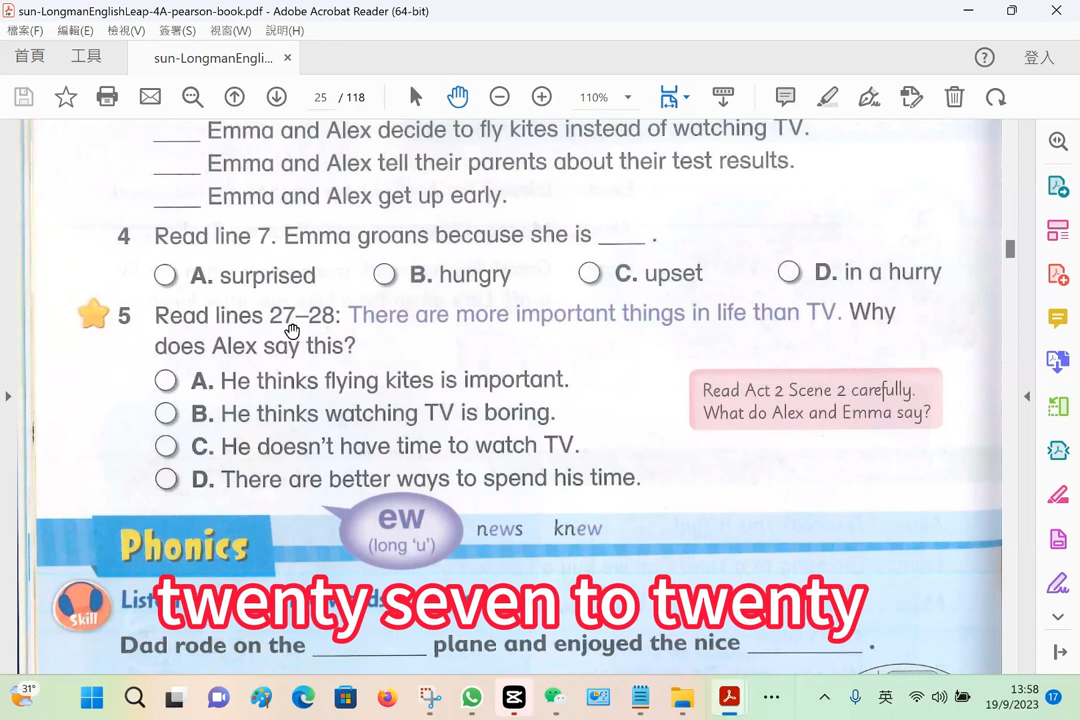 sun-LongmanEnglishLeap-4A-pearson-book.pdf - Adobe Acrobat Reader (64-bit)
檔案(F) 編輯(E) 檢視(V) 簽署(S) 視窗(W) 說明(H)
首頁 工具 sun-LongmanEngli... × 登入
25 / 118 110%
Emma and Alex decide to fly kites instead of watching TV.
Emma and Alex tell their parents about their test results.
Emma and Alex get up early.
4 Read line 7. Emma groans because she is ____ .
A. surprised B. hungry C. upset D. in a hurry
5 Read lines 27–28: There are more important things in life than TV. Why
does Alex say this?
A. He thinks flying kites is important.
B. He thinks watching TV is boring.
C. He doesn't have time to watch TV.
D. There are better ways to spend his time.
Read Act 2 Scene 2 carefully.
What do Alex and Emma say?
Phonics
ew
(long 'u')
news knew
Skill
twenty seven to twenty
Dad rode on the ________ plane and enjoyed the nice ________ .
31°
英
13:58
19/9/2023
17